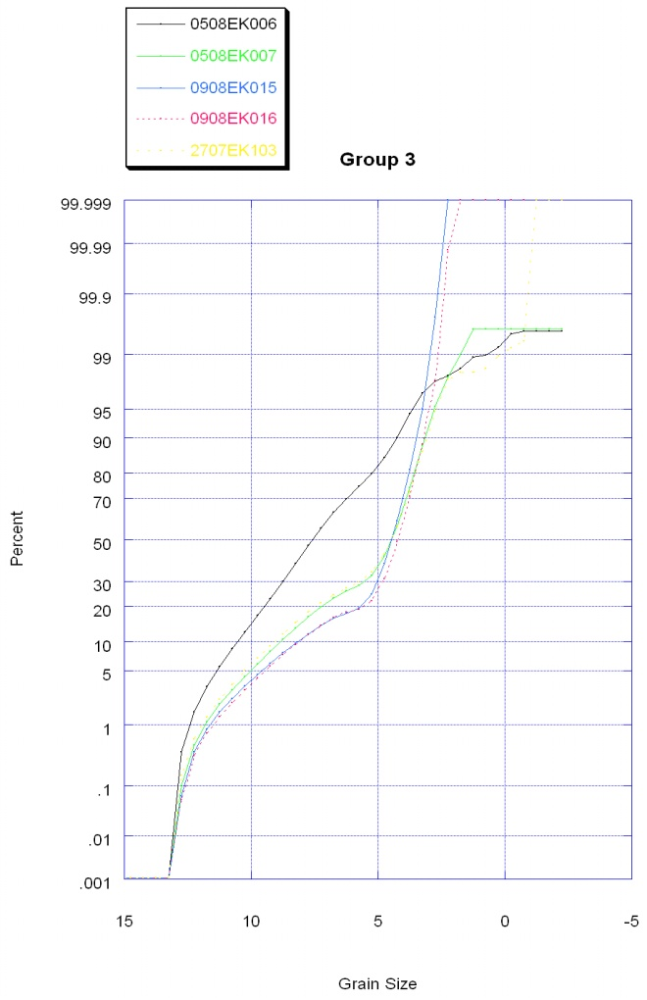 0508EK006
0508EK007
0908EK015
0908EK016
2707EK103
Group 3
99.999
99.99
99.9
99
95
90
80
70
50
30
20
10
5
1
.1
.01
.001
Percent
15 10 5 0 -5
Grain Size